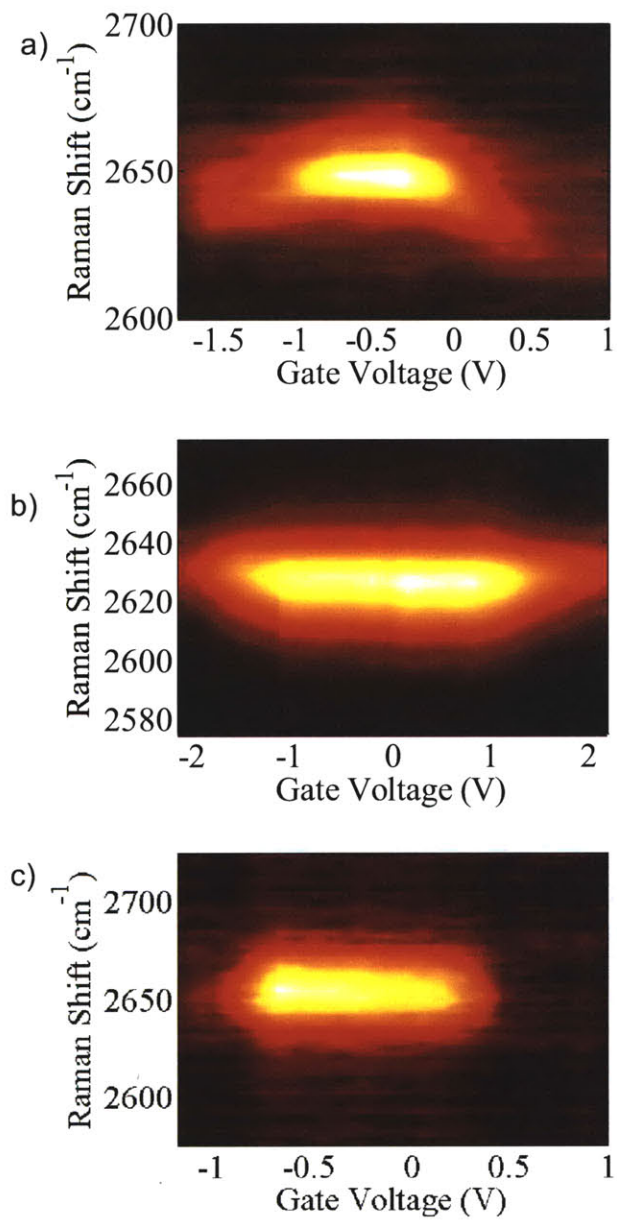 a)
Raman Shift (cm-1)
2700
2650
2600
-1.5 -1 -0.5 0 0.5 1
Gate Voltage (V)
b)
Raman Shift (cm-1)
2660
2640
2620
2600
2580
-2 -1 0 1 2
Gate Voltage (V)
c)
Raman Shift (cm-1)
2700
2650
2600
-1 -0.5 0 0.5 1
Gate Voltage (V)